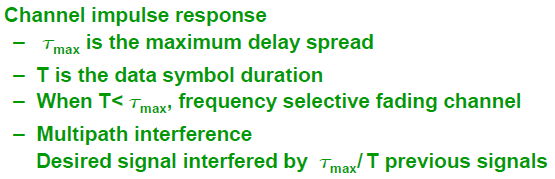 Channel impulse response
– τmax is the maximum delay spread
– T is the data symbol duration
– When T< τmax, frequency selective fading channel
– Multipath interference
Desired signal interfered by τmax/ T previous signals